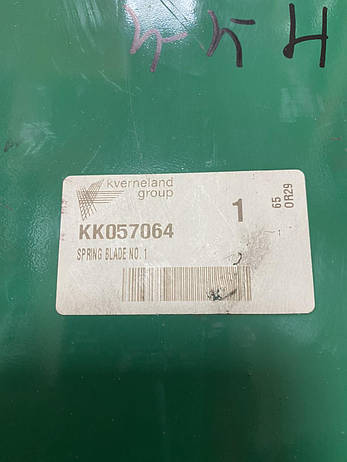 kverneland
group
KK057064
1
65
0R29
SPRING BLADE NO. 1